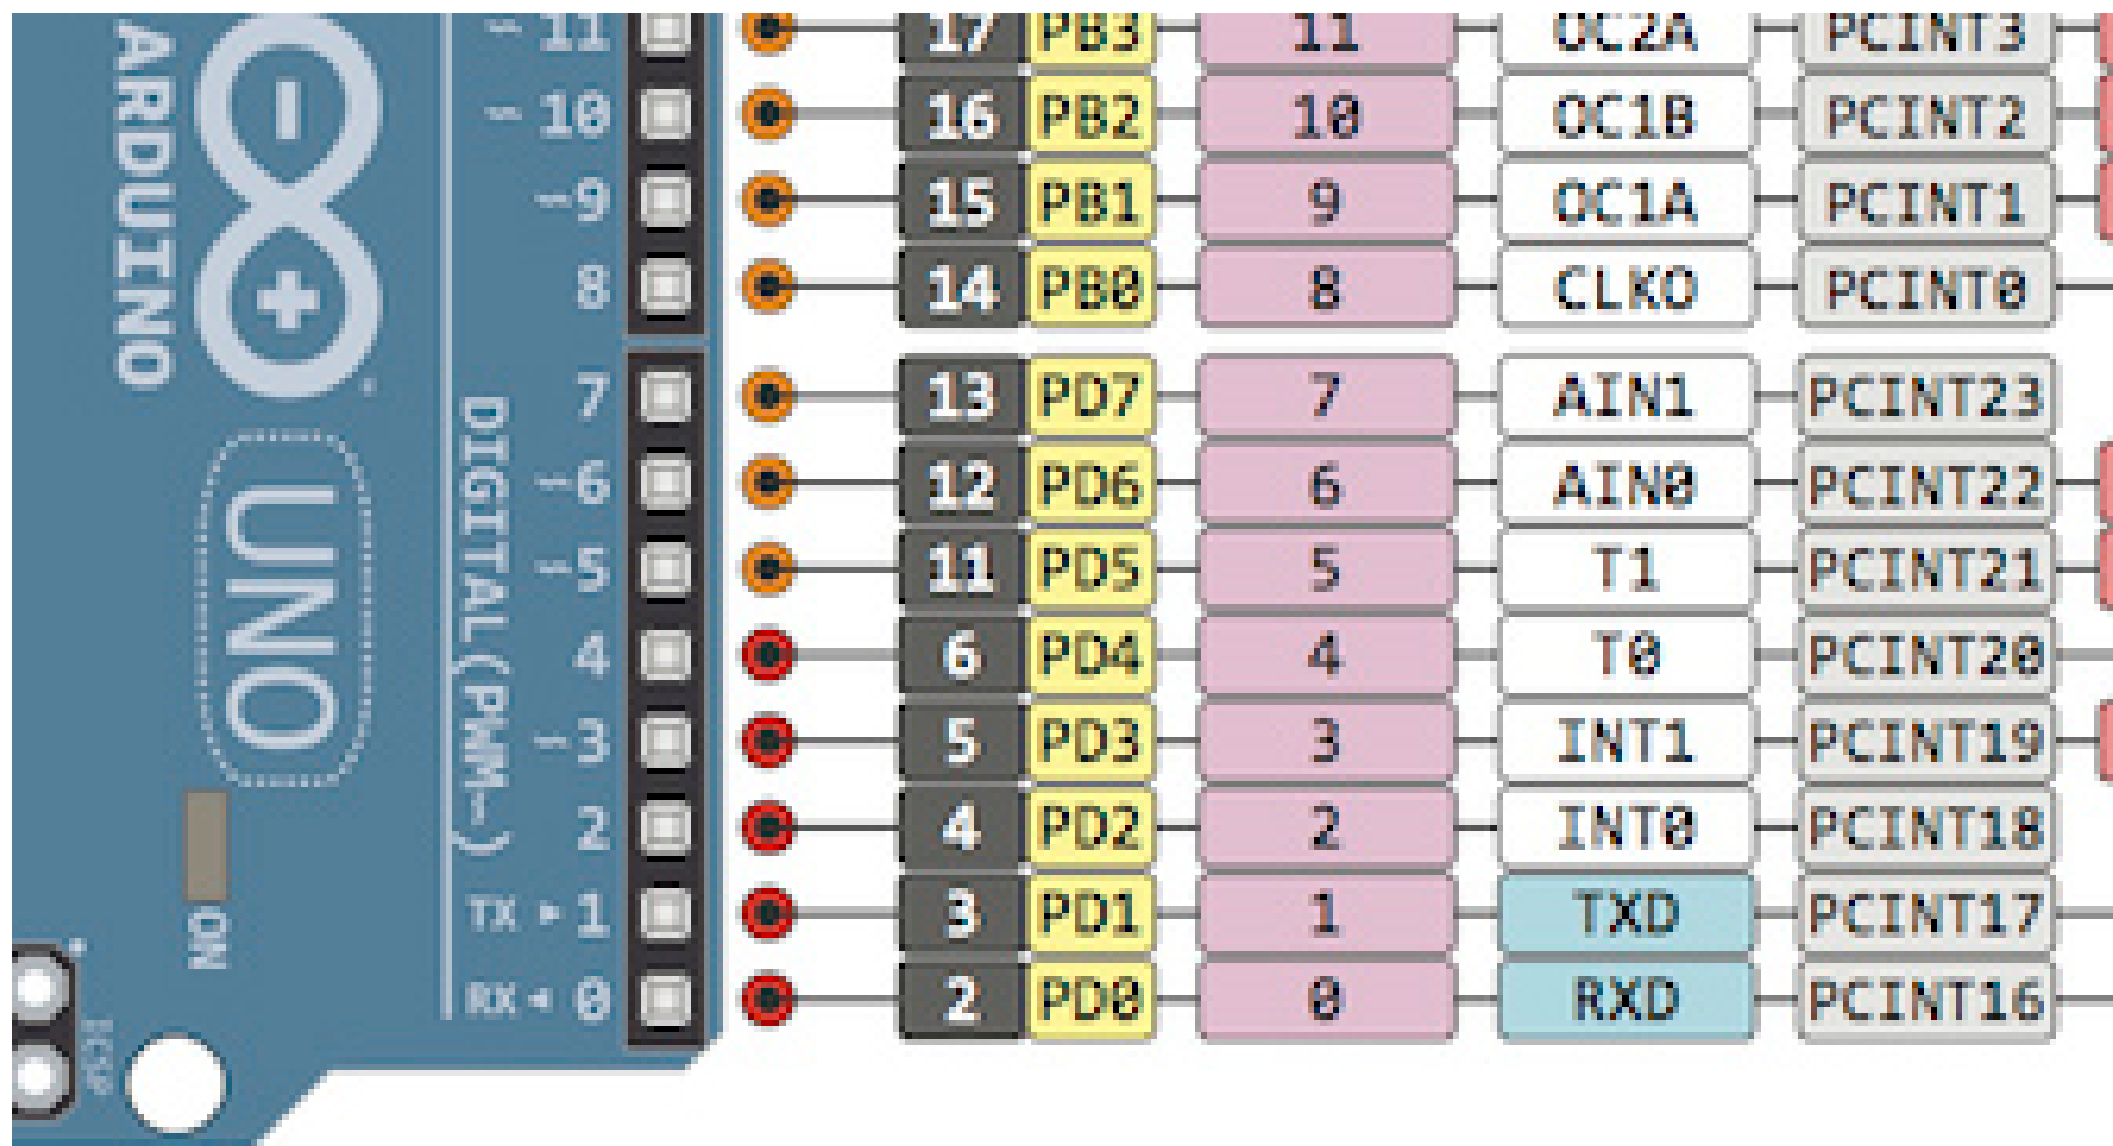 ~ 11 17 PB3 11 OC2A PCINT3
~ 10 16 PB2 10 OC1B PCINT2
~9 15 PB1 9 OC1A PCINT1
8 14 PB0 8 CLKO PCINT0
7 13 PD7 7 AIN1 PCINT23
~6 12 PD6 6 AIN0 PCINT22
~5 11 PD5 5 T1 PCINT21
4 6 PD4 4 T0 PCINT20
~3 5 PD3 3 INT1 PCINT19
2 4 PD2 2 INT0 PCINT18
TX ▸ 1 3 PD1 1 TXD PCINT17
RX ◂ 0 2 PD0 0 RXD PCINT16
ARDUINO
UNO
DIGITAL(PWM~)
ON
ICSP